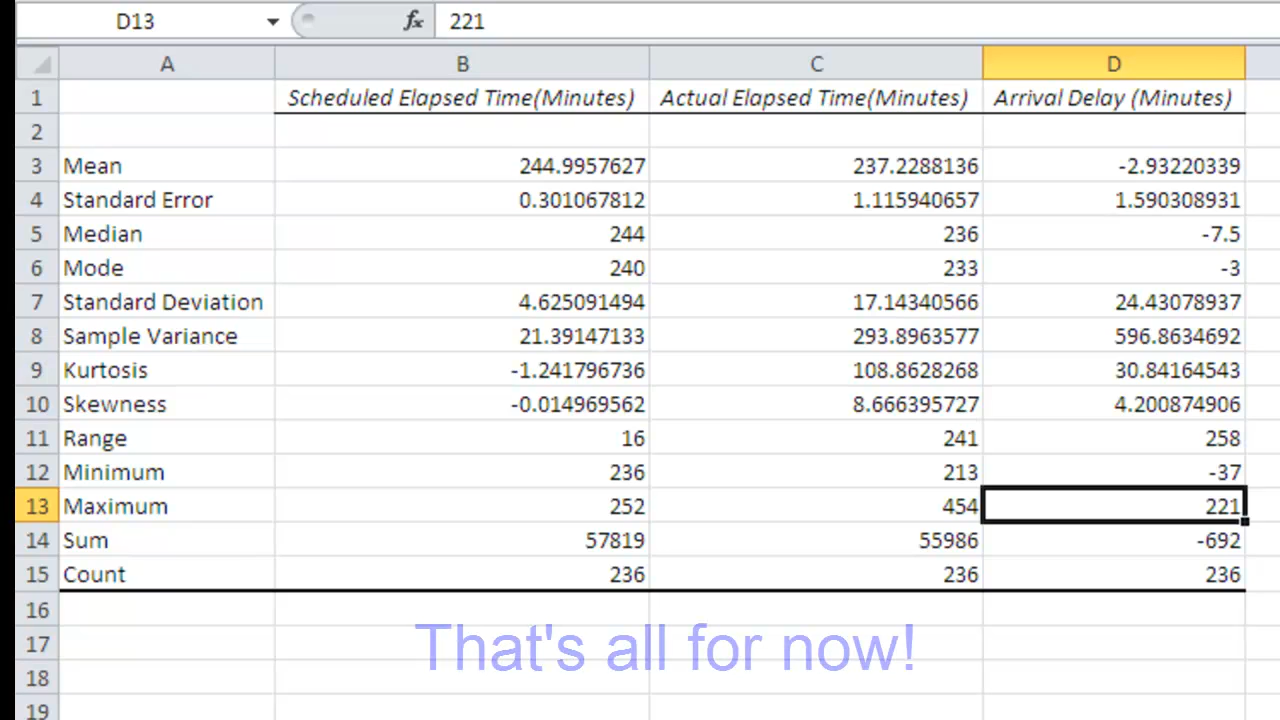 D13 fx 221
A B C D
1 Scheduled Elapsed Time(Minutes) Actual Elapsed Time(Minutes) Arrival Delay (Minutes)
2
3 Mean 244.9957627 237.2288136 -2.93220339
4 Standard Error 0.301067812 1.115940657 1.590308931
5 Median 244 236 -7.5
6 Mode 240 233 -3
7 Standard Deviation 4.625091494 17.14340566 24.43078937
8 Sample Variance 21.39147133 293.8963577 596.8634692
9 Kurtosis -1.241796736 108.8628268 30.84164543
10 Skewness -0.014969562 8.666395727 4.200874906
11 Range 16 241 258
12 Minimum 236 213 -37
13 Maximum 252 454 221
14 Sum 57819 55986 -692
15 Count 236 236 236
16
17 That's all for now!
18
19